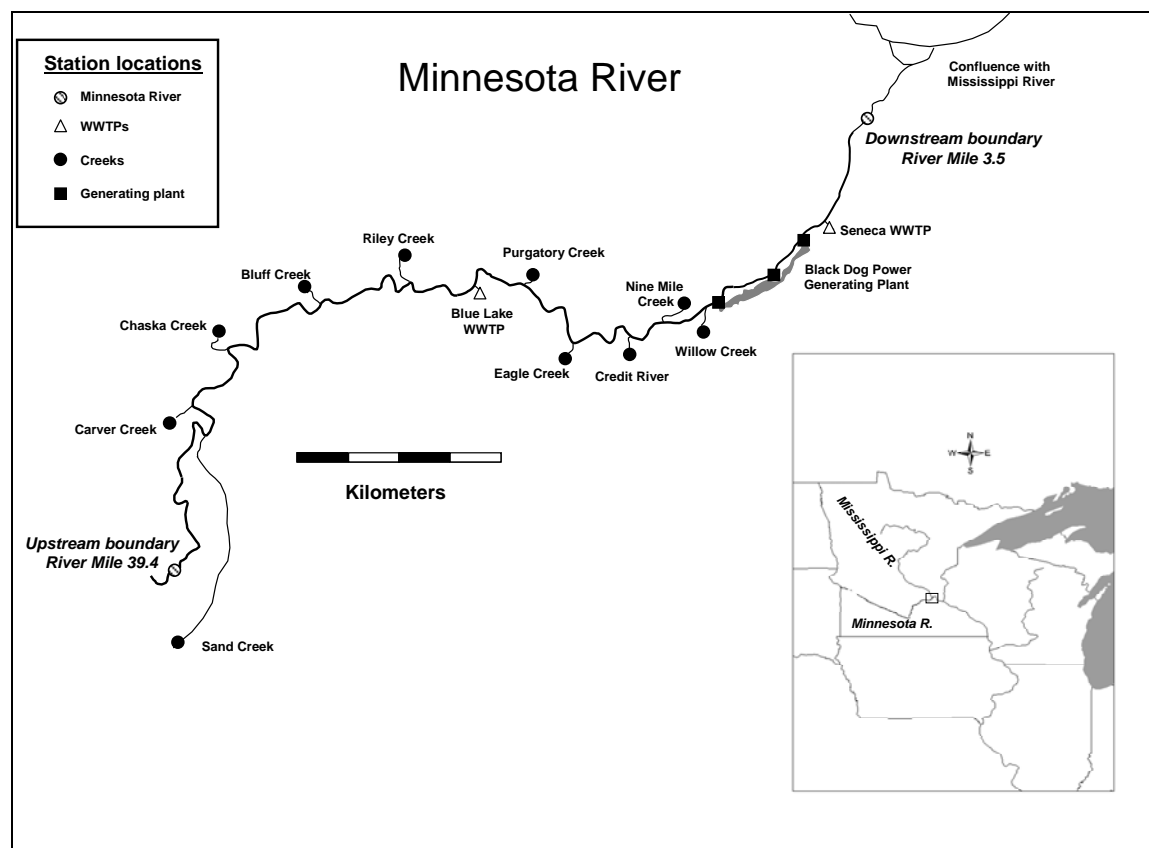 Minnesota River
Station locations
Minnesota River
WWTPs
Creeks
Generating plant
Confluence with
Mississippi River
Downstream boundary
River Mile 3.5
Seneca WWTP
Black Dog Power
Generating Plant
Riley Creek
Purgatory Creek
Bluff Creek
Nine Mile
Creek
Blue Lake
WWTP
Chaska Creek
Willow Creek
Eagle Creek
Credit River
Carver Creek
Kilometers
Upstream boundary
River Mile 39.4
Sand Creek
N
W
E
S
Mississippi R.
Minnesota R.